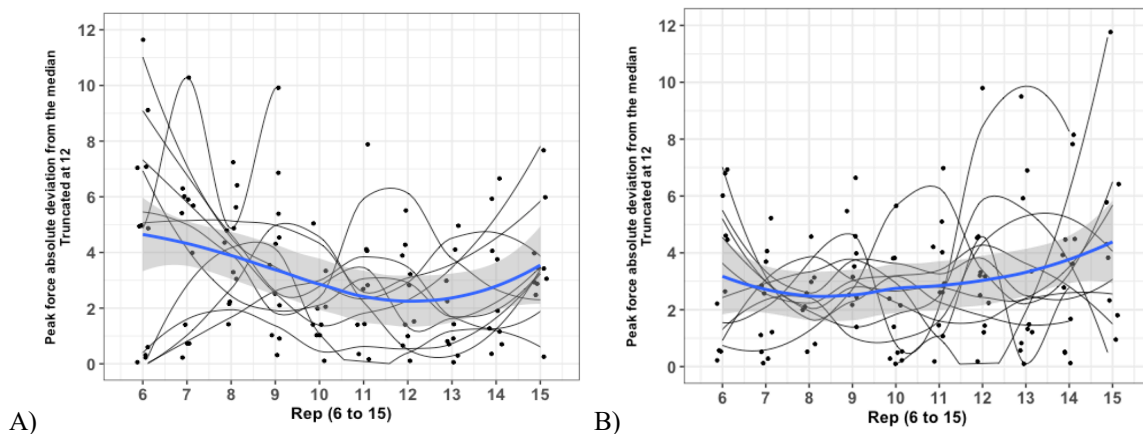 Peak force absolute deviation from the median
Truncated at 12
12
10
8
6
4
2
0
6 7 8 9 10 11 12 13 14 15
Rep (6 to 15)
A)
Peak force absolute deviation from the median
Truncated at 12
12
10
8
6
4
2
0
6 7 8 9 10 11 12 13 14 15
Rep (6 to 15)
B)